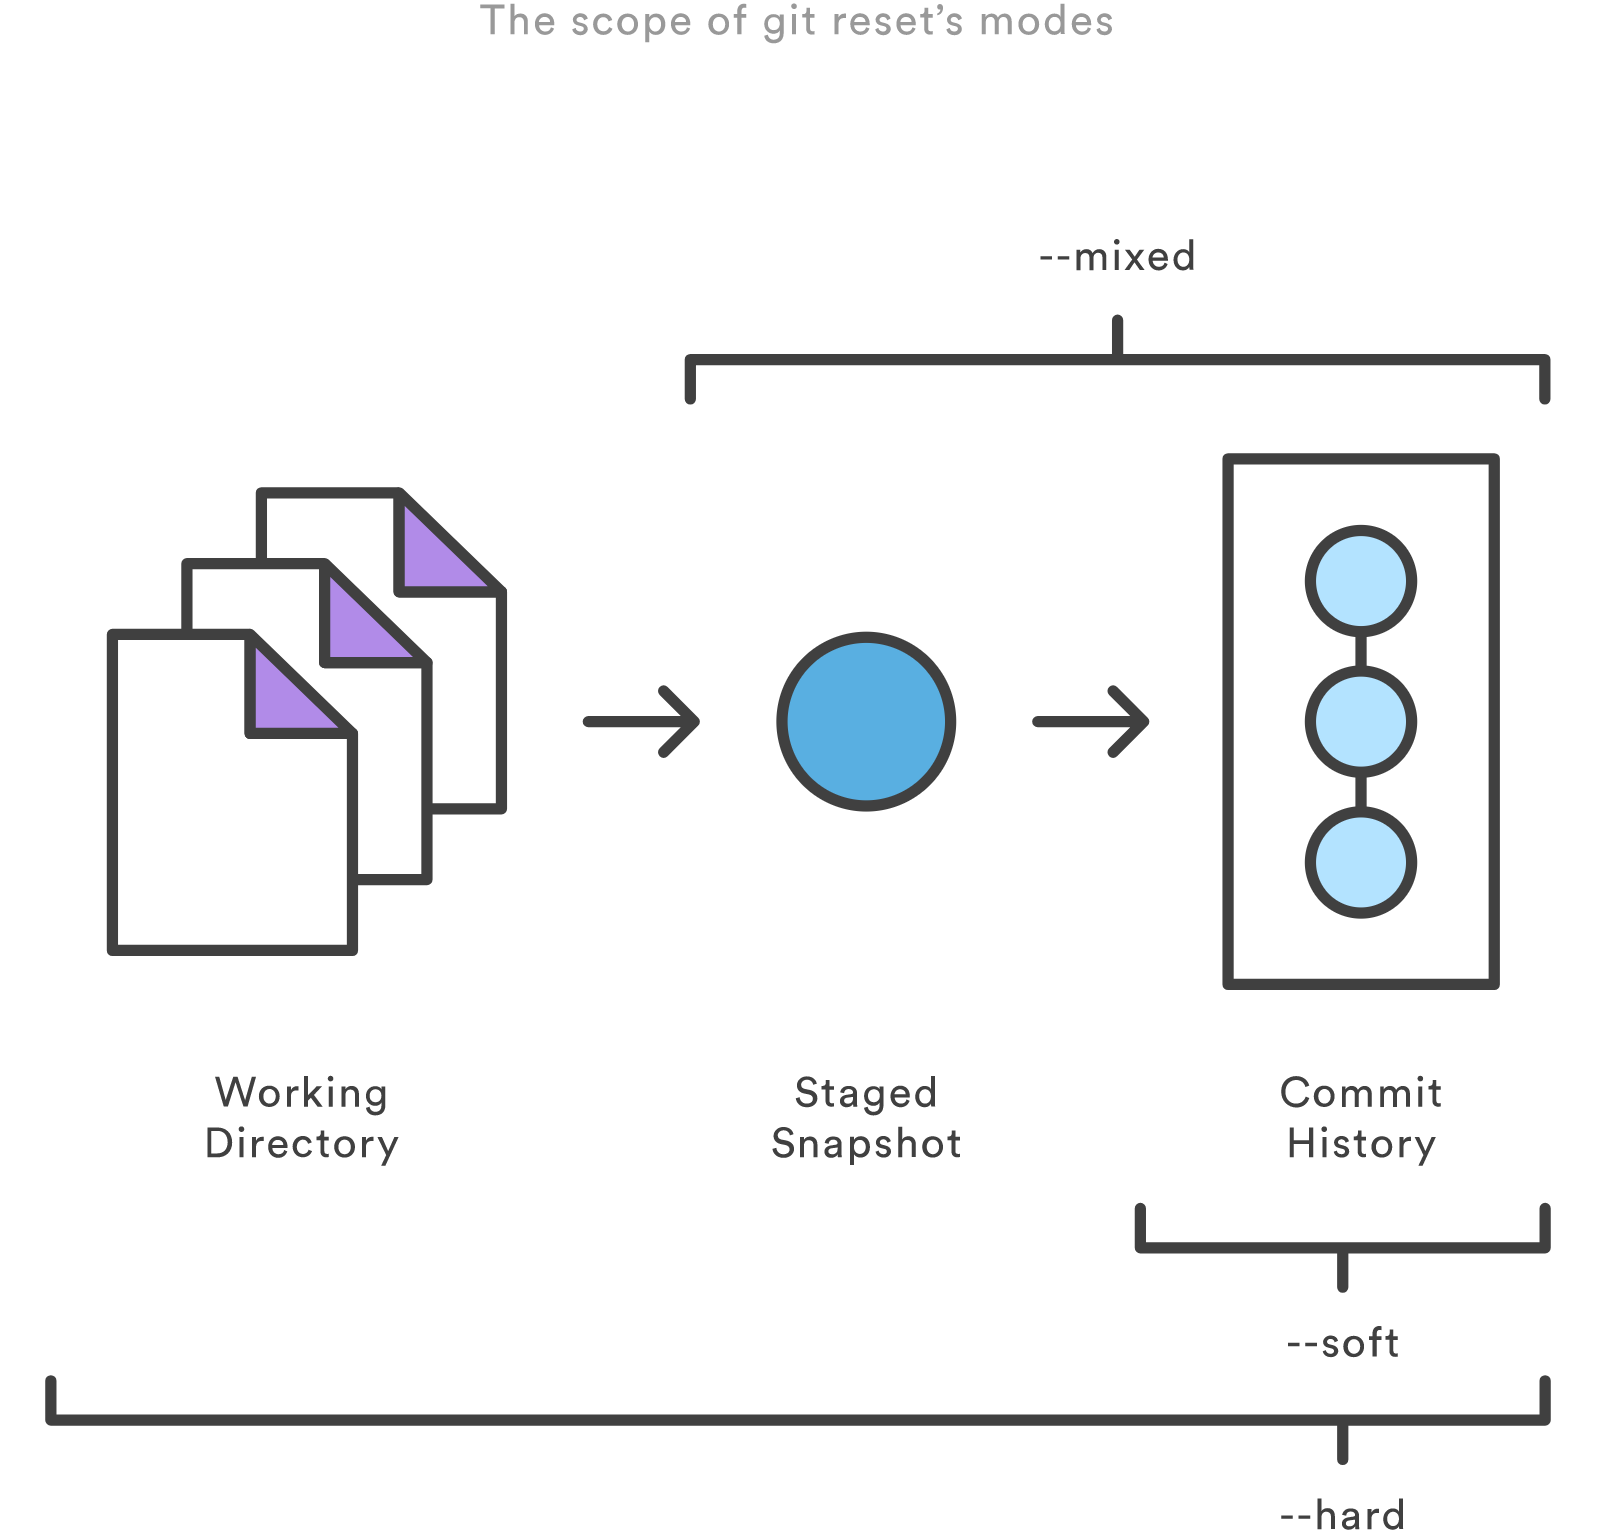 The scope of git reset’s modes
--mixed
Working
Directory
Staged
Snapshot
Commit
History
--soft
--hard